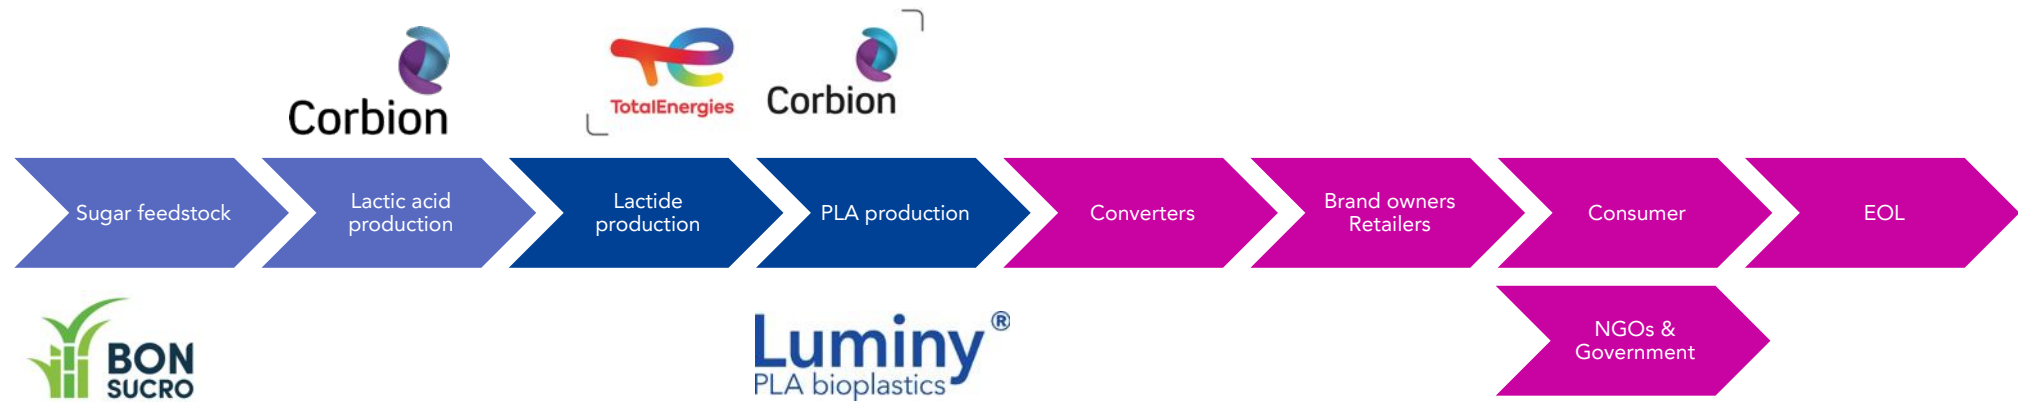 Corbion
TotalEnergies
Corbion
Sugar feedstock
Lactic acid
production
Lactide
production
PLA production
Converters
Brand owners
Retailers
Consumer
EOL
BON
SUCRO
Luminy®
PLA bioplastics
NGOs &
Government